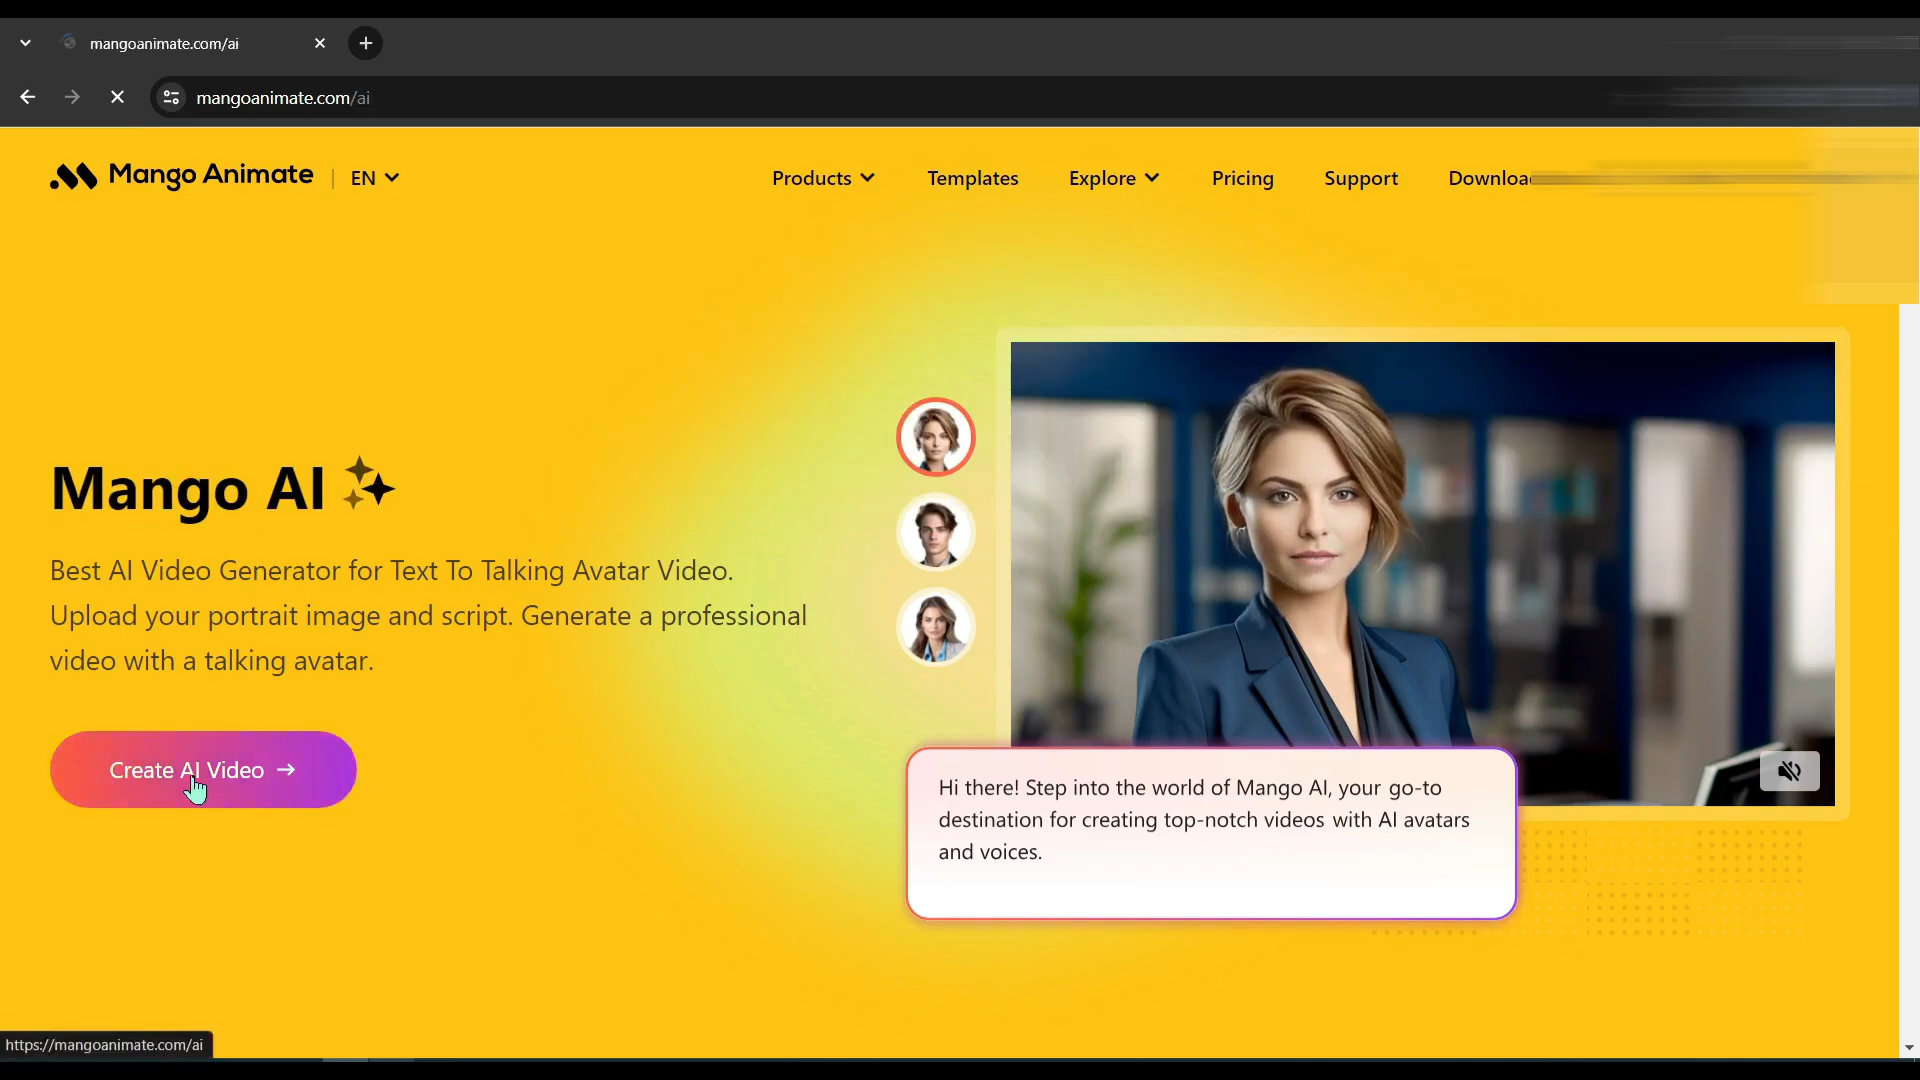 mangoanimate.com/ai
mangoanimate.com/ai
Mango Animate | EN
Products
Templates
Explore
Pricing
Support
Mango AI
Best AI Video Generator for Text To Talking Avatar Video.
Upload your portrait image and script. Generate a professional
video with a talking avatar.
Create AI Video →
Hi there! Step into the world of Mango AI, your go-to
destination for creating top-notch videos with AI avatars
and voices.
https://mangoanimate.com/ai